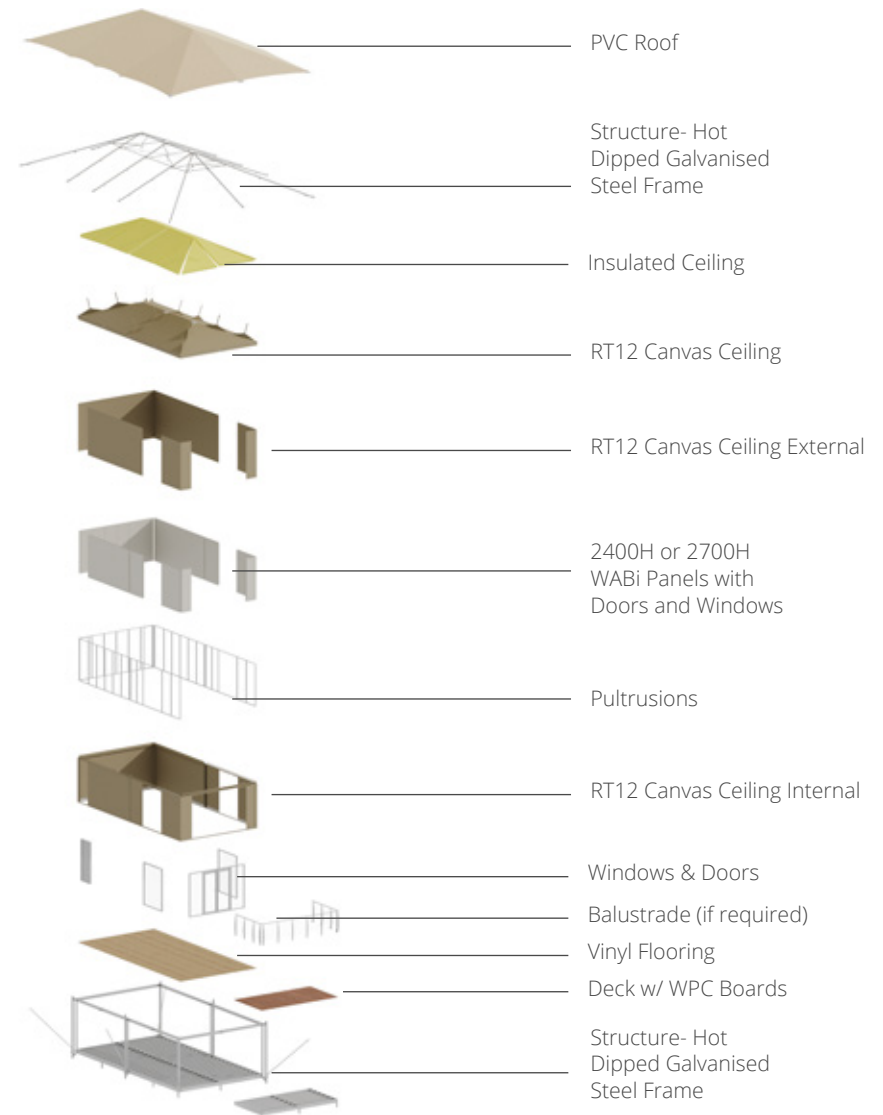 PVC Roof
Structure- Hot
Dipped Galvanised
Steel Frame
Insulated Ceiling
RT12 Canvas Ceiling
RT12 Canvas Ceiling External
2400H or 2700H
WABi Panels with
Doors and Windows
Pultrusions
RT12 Canvas Ceiling Internal
Windows & Doors
Balustrade (if required)
Vinyl Flooring
Deck w/ WPC Boards
Structure- Hot
Dipped Galvanised
Steel Frame